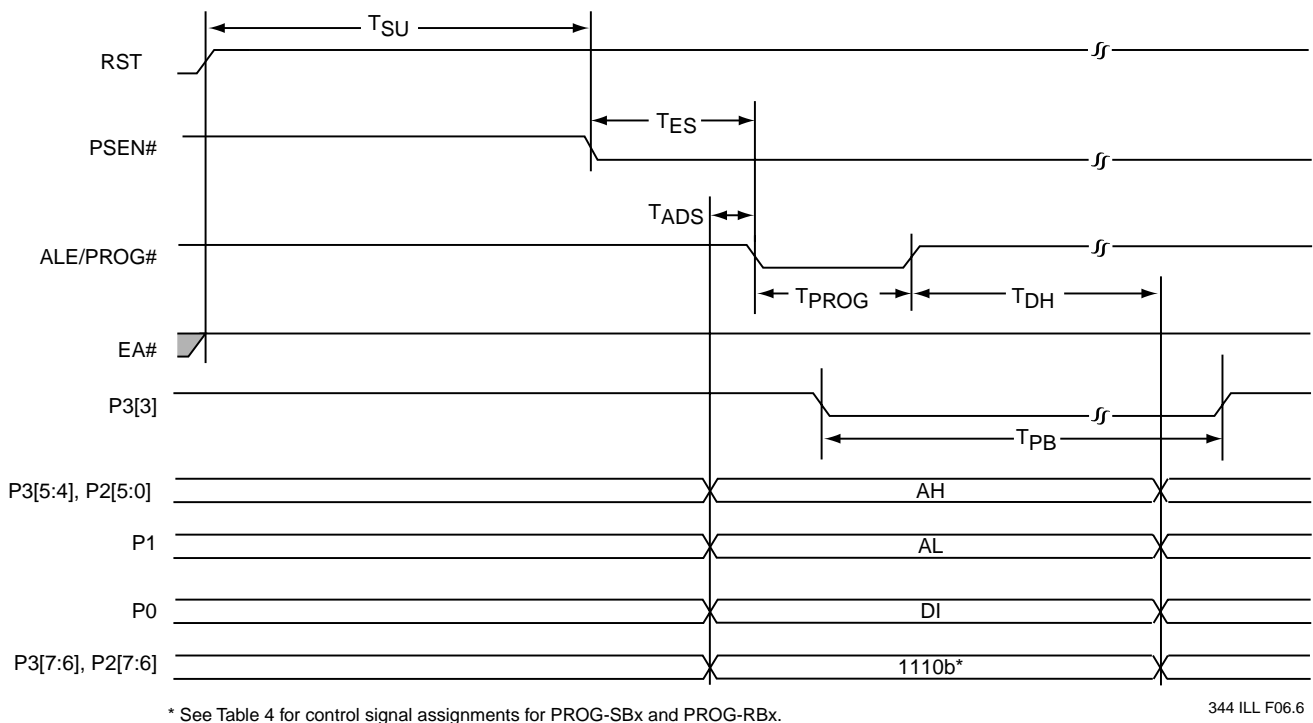 TSU
RST
TES
PSEN#
TADS
ALE/PROG#
TPROG
TDH
EA#
P3[3]
TPB
P3[5:4], P2[5:0]
AH
P1
AL
P0
DI
P3[7:6], P2[7:6]
1110b*
* See Table 4 for control signal assignments for PROG-SBx and PROG-RBx.
344 ILL F06.6